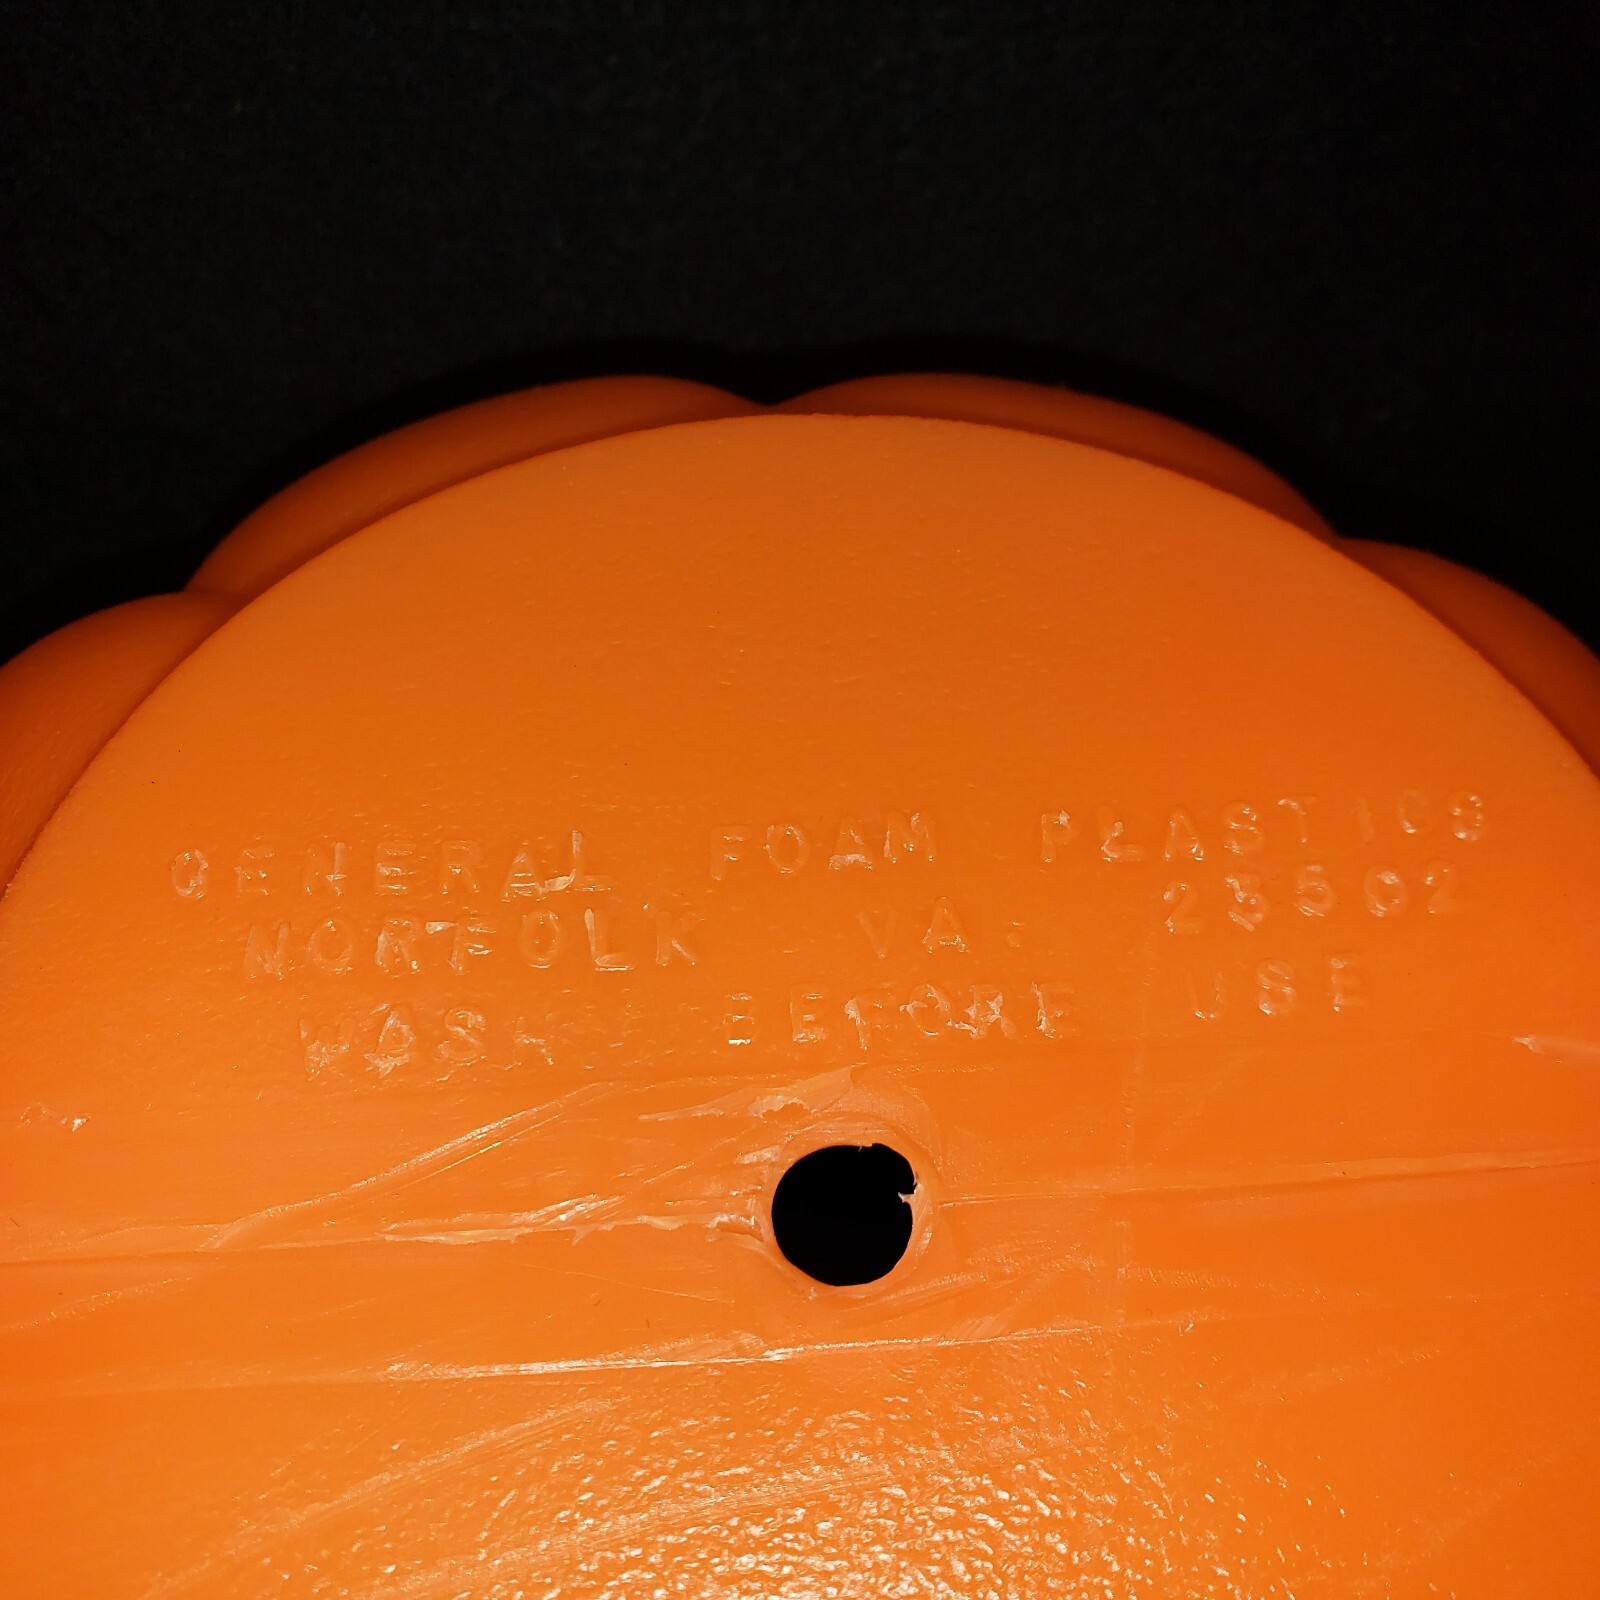 GENERAL FOAM PLASTICS
NORFOLK VA. 23502
WASH BEFORE USE